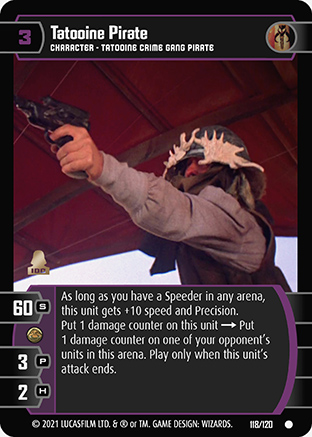 3
Tatooine Pirate
CHARACTER - TATOOINE CRIME GANG PIRATE
IDP
60 S
As long as you have a Speeder in any arena,
this unit gets +10 speed and Precision.
Put 1 damage counter on this unit → Put
1 damage counter on one of your opponent's
units in this arena. Play only when this unit's
attack ends.
3 P
2 H
© 2021 LUCASFILM LTD. & ® OR TM. GAME DESIGN: WIZARDS.
118/120